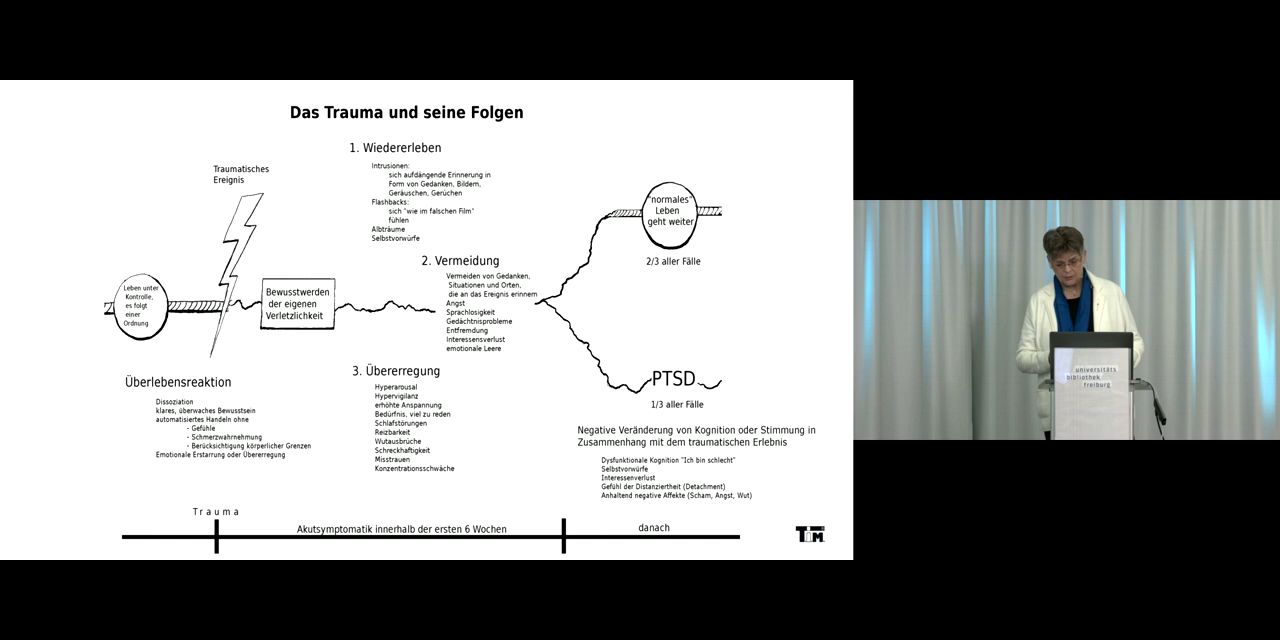 Das Trauma und seine Folgen
1. Wiedererleben
Intrusionen:
sich aufdängende Erinnerung in
Form von Gedanken, Bildern,
Geräuschen, Gerüchen
Flashbacks:
sich "wie im falschen Film"
fühlen
Albträume
Selbstvorwürfe
Traumatisches
Ereignis
"normales"
Leben
geht weiter
2/3 aller Fälle
2. Vermeidung
Vermeiden von Gedanken,
Situationen und Orten,
die an das Ereignis erinnern
Angst
Sprachlosigkeit
Gedächtnisprobleme
Entfremdung
Interessensverlust
emotionale Leere
Leben unter
Kontrolle,
es folgt
einer
Ordnung
Bewusstwerden
der eigenen
Verletzlichkeit
3. Übererregung
Hyperarousal
Hypervigilanz
erhöhte Anspannung
Bedürfnis, viel zu reden
Schlafstörungen
Reizbarkeit
Wutausbrüche
Schreckhaftigkeit
Misstrauen
Konzentrationsschwäche
PTSD
1/3 aller Fälle
Überlebensreaktion
Dissoziation
klares, überwaches Bewusstsein
automatisiertes Handeln ohne
- Gefühle
- Schmerzwahrnehmung
- Berücksichtigung körperlicher Grenzen
Emotionale Erstarrung oder Übererregung
Negative Veränderung von Kognition oder Stimmung in
Zusammenhang mit dem traumatischen Erlebnis
Dysfunktionale Kognition "Ich bin schlecht"
Selbstvorwürfe
Interessenverlust
Gefühl der Distanziertheit (Detachment)
Anhaltend negative Affekte (Scham, Angst, Wut)
Trauma
Akutsymptomatik innerhalb der ersten 6 Wochen
danach
TIM
universitäts
bibliothek
freiburg